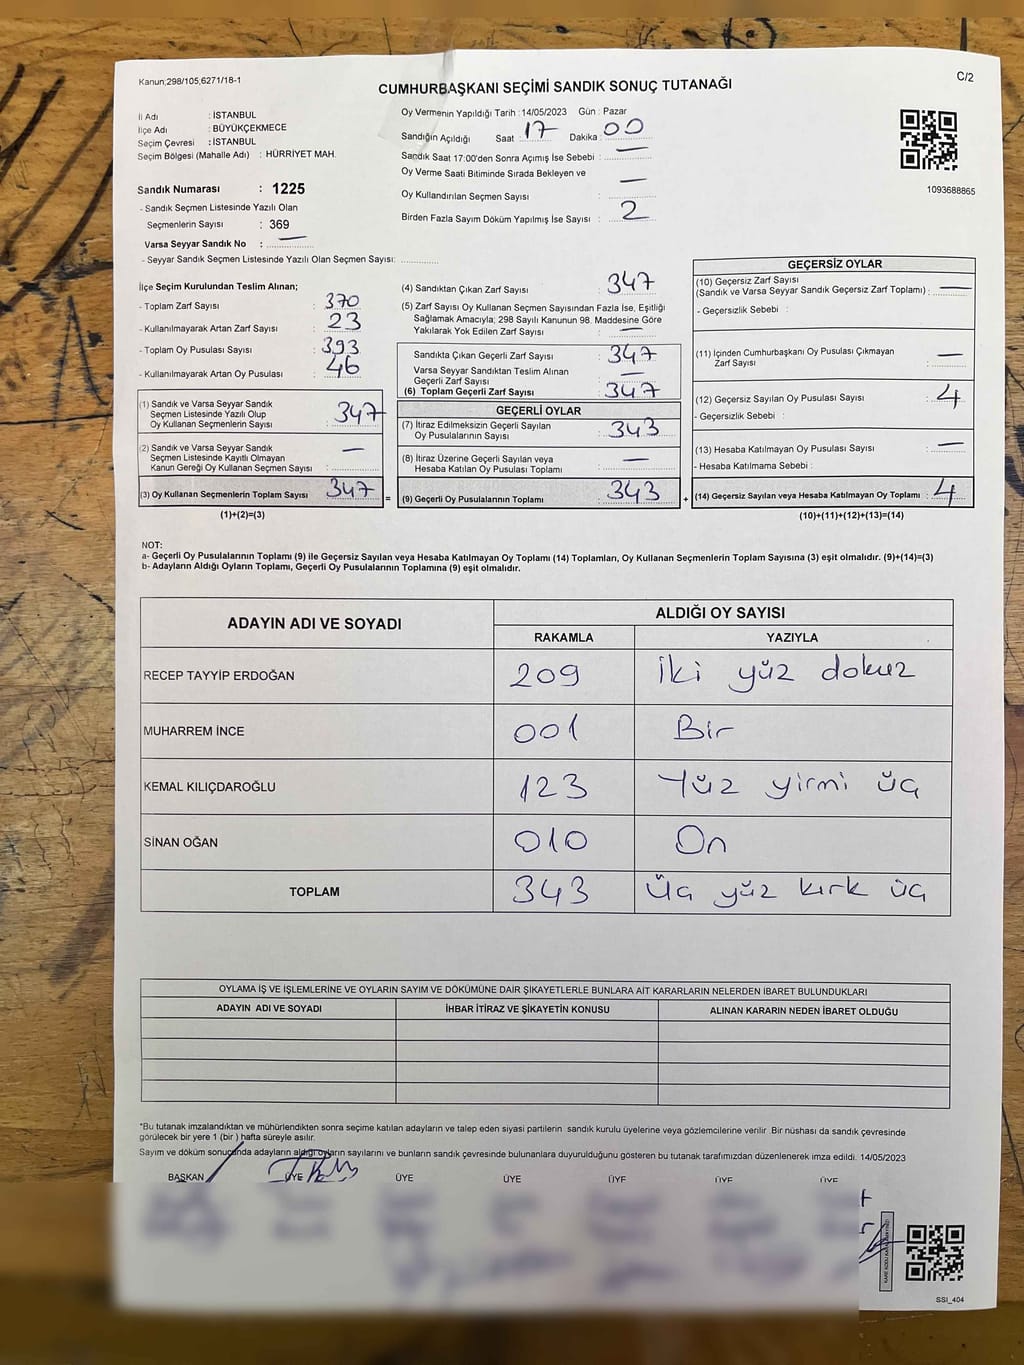 Kanun;298/105,6271/18-1
C/2
CUMHURBAŞKANI SEÇİMİ SANDIK SONUÇ TUTANAĞI
İl Adı : İSTANBUL
İlçe Adı : BÜYÜKÇEKMECE
Seçim Çevresi : İSTANBUL
Seçim Bölgesi (Mahalle Adı) : HÜRRİYET MAH.
Sandık Numarası : 1225
- Sandık Seçmen Listesinde Yazılı Olan
Seçmenlerin Sayısı : 369
Varsa Seyyar Sandık No : —
- Seyyar Sandık Seçmen Listesinde Yazılı Olan Seçmen Sayısı: ............
Oy Vermenin Yapıldığı Tarih : 14/05/2023 Gün : Pazar
Sandığın Açıldığı Saat : 17 Dakika : 00
Sandık Saat 17:00'den Sonra Açımış İse Sebebi : —
Oy Verme Saati Bitiminde Sırada Bekleyen ve
Oy Kullandırılan Seçmen Sayısı : —
Birden Fazla Sayım Döküm Yapılmış İse Sayısı : 2
1093688865
İlçe Seçim Kurulundan Teslim Alınan;
- Toplam Zarf Sayısı : 370
- Kullanılmayarak Artan Zarf Sayısı : 23
- Toplam Oy Pusulası Sayısı : 393
- Kullanılmayarak Artan Oy Pusulası : 46
(1) Sandık ve Varsa Seyyar Sandık
Seçmen Listesinde Yazılı Olup
Oy Kullanan Seçmenlerin Sayısı : 347
(2) Sandık ve Varsa Seyyar Sandık
Seçmen Listesinde Kayıtlı Olmayan
Kanun Gereği Oy Kullanan Seçmen Sayısı : —
(3) Oy Kullanan Seçmenlerin Toplam Sayısı : 347 =
(1)+(2)=(3)
(4) Sandıktan Çıkan Zarf Sayısı : 347
(5) Zarf Sayısı Oy Kullanan Seçmen Sayısından Fazla İse, Eşitliği
Sağlamak Amacıyla; 298 Sayılı Kanunun 98. Maddesine Göre
Yakılarak Yok Edilen Zarf Sayısı : —
Sandıkta Çıkan Geçerli Zarf Sayısı : 347
Varsa Seyyar Sandıktan Teslim Alınan
Geçerli Zarf Sayısı : —
(6) Toplam Geçerli Zarf Sayısı : 347
GEÇERLİ OYLAR
(7) İtiraz Edilmeksizin Geçerli Sayılan
Oy Pusulalarının Sayısı : 343
(8) İtiraz Üzerine Geçerli Sayılan veya
Hesaba Katılan Oy Pusulası Toplamı : —
(9) Geçerli Oy Pusulalarının Toplamı : 343 +
GEÇERSİZ OYLAR
(10) Geçersiz Zarf Sayısı
(Sandık ve Varsa Seyyar Sandık Geçersiz Zarf Toplamı) : —
- Geçersizlik Sebebi :
(11) İçinden Cumhurbaşkanı Oy Pusulası Çıkmayan
Zarf Sayısı : —
(12) Geçersiz Sayılan Oy Pusulası Sayısı : 4
- Geçersizlik Sebebi :
(13) Hesaba Katılmayan Oy Pusulası Sayısı : —
- Hesaba Katılmama Sebebi :
(14) Geçersiz Sayılan veya Hesaba Katılmayan Oy Toplamı : 4
(10)+(11)+(12)+(13)=(14)
NOT:
a- Geçerli Oy Pusulalarının Toplamı (9) ile Geçersiz Sayılan veya Hesaba Katılmayan Oy Toplamı (14) Toplamları, Oy Kullanan Seçmenlerin Toplam Sayısına (3) eşit olmalıdır. (9)+(14)=(3)
b- Adayların Aldığı Oyların Toplamı, Geçerli Oy Pusulalarının Toplamına (9) eşit olmalıdır.
ADAYIN ADI VE SOYADI ALDIĞI OY SAYISI
RAKAMLA YAZIYLA
RECEP TAYYİP ERDOĞAN 209 İki yüz dokuz
MUHARREM İNCE 001 Bir
KEMAL KILIÇDAROĞLU 123 Yüz yirmi üç
SİNAN OĞAN 010 On
TOPLAM 343 Üç yüz kırk üç
OYLAMA İŞ VE İŞLEMLERİNE VE OYLARIN SAYIM VE DÖKÜMÜNE DAİR ŞİKAYETLERLE BUNLARA AİT KARARLARIN NELERDEN İBARET BULUNDUKLARI
ADAYIN ADI VE SOYADI İHBAR İTİRAZ VE ŞİKAYETİN KONUSU ALINAN KARARIN NEDEN İBARET OLDUĞU
*Bu tutanak imzalandıktan ve mühürlendikten sonra seçime katılan adayların ve talep eden siyasi partilerin sandık kurulu üyelerine veya gözlemcilerine verilir. Bir nüshası da sandık çevresinde
görülecek bir yere 1 (bir) hafta süreyle asılır.
Sayım ve döküm sonucunda adayların aldığı oyların sayılarını ve bunların sandık çevresinde bulunanlara duyurulduğunu gösteren bu tutanak tarafımızdan düzenlenerek imza edildi. 14/05/2023
BAŞKAN ÜYE ÜYE ÜYE ÜYE ÜYE ÜYE
SSI_404